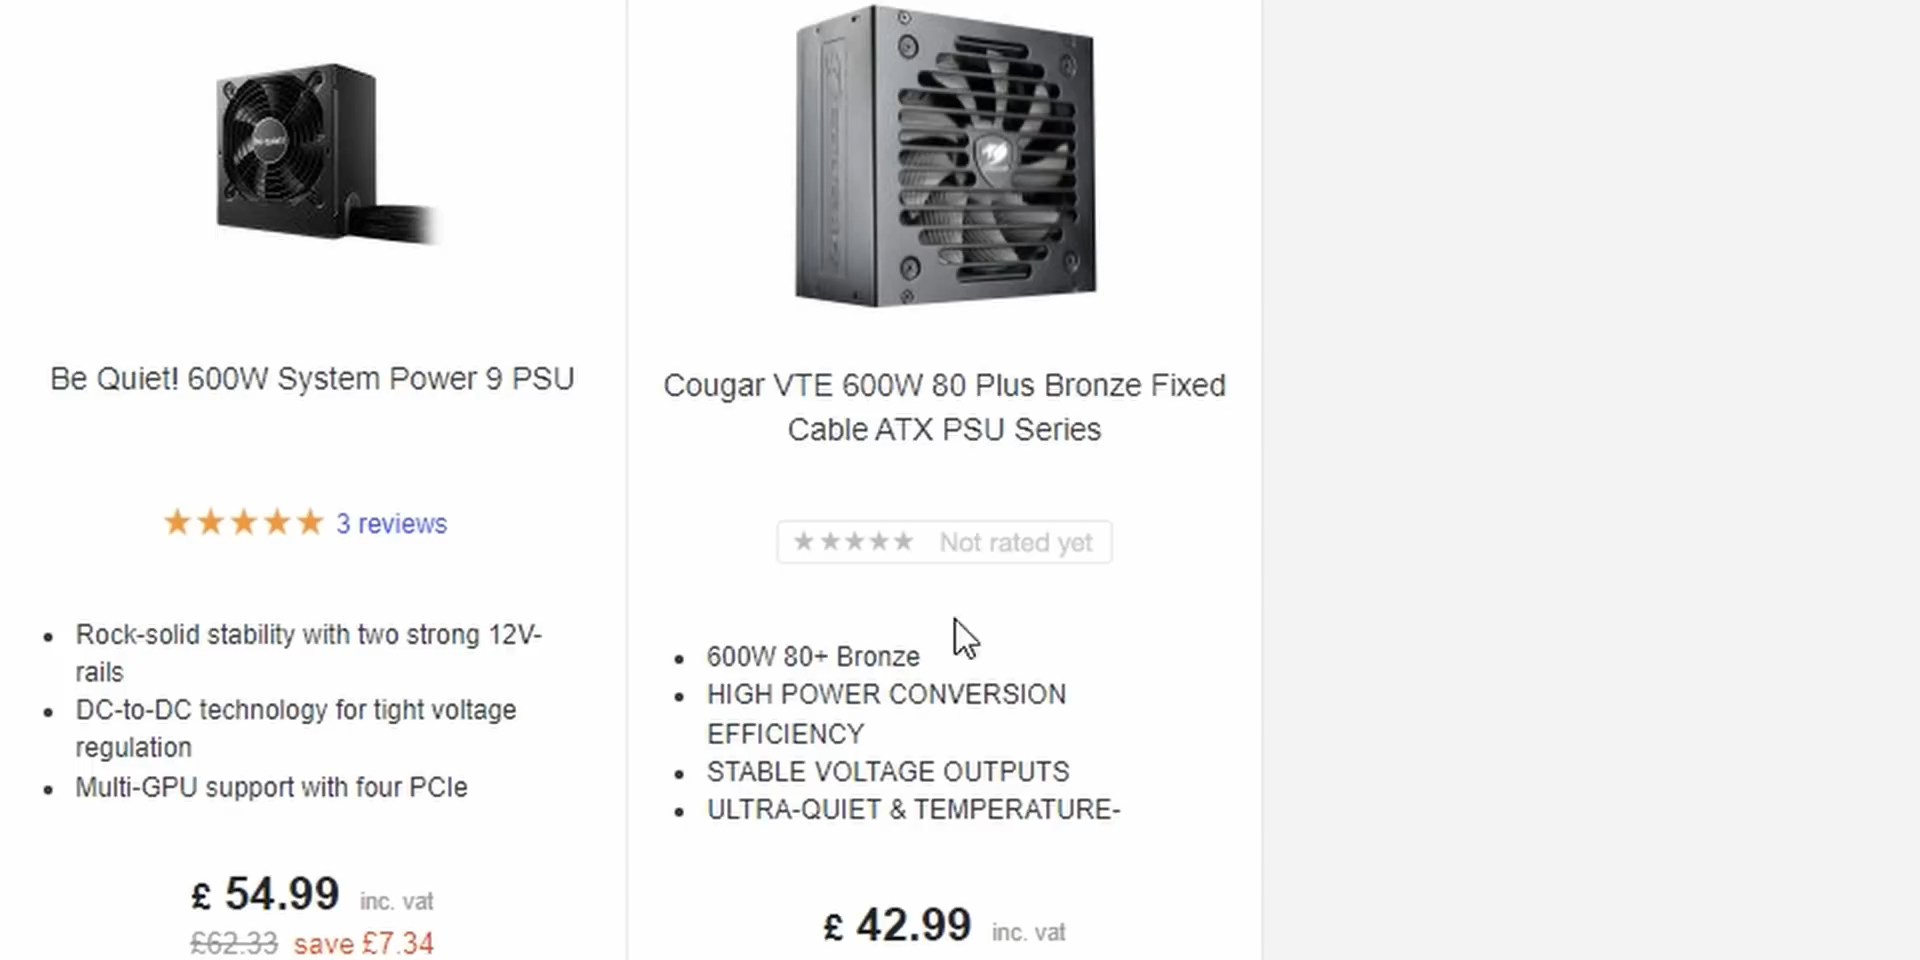 Be Quiet! 600W System Power 9 PSU
3 reviews
Rock-solid stability with two strong 12V-
rails
DC-to-DC technology for tight voltage
regulation
Multi-GPU support with four PCIe
£ 54.99 inc. vat
£62.33 save £7.34
Cougar VTE 600W 80 Plus Bronze Fixed
Cable ATX PSU Series
Not rated yet
600W 80+ Bronze
HIGH POWER CONVERSION
EFFICIENCY
STABLE VOLTAGE OUTPUTS
ULTRA-QUIET & TEMPERATURE-
£ 42.99 inc. vat